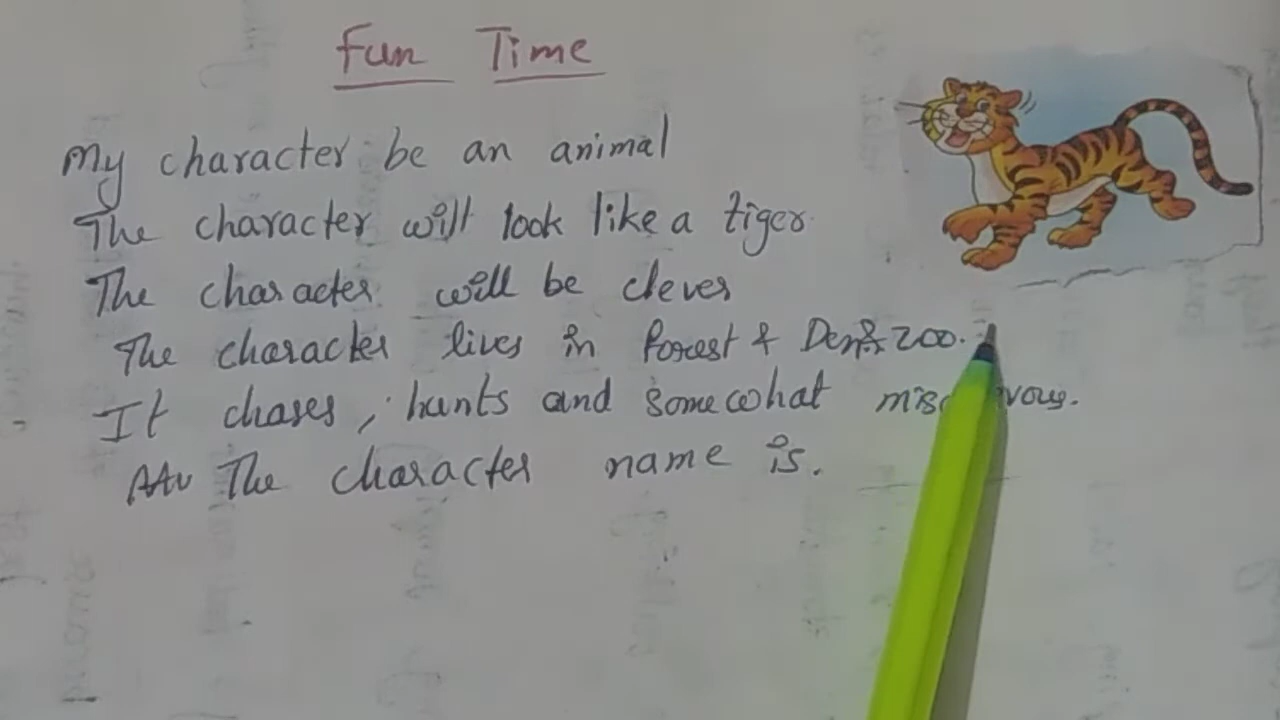 Fun Time
My character be an animal
The character will look like a tiger
The character will be clever
The character lives in forest & Den& zoo.
It chases, hunts and somewhat
The character name is.